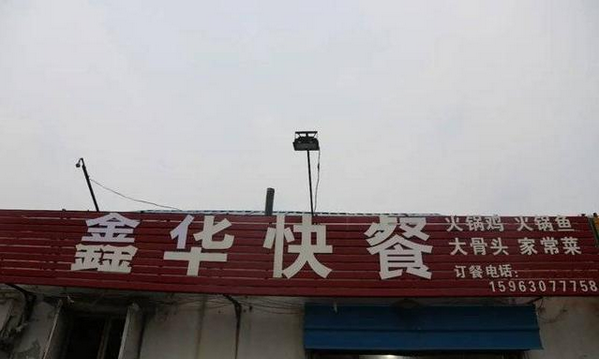 鑫华快餐
火锅鸡 火锅鱼
大骨头 家常菜
订餐电话:
15963077758